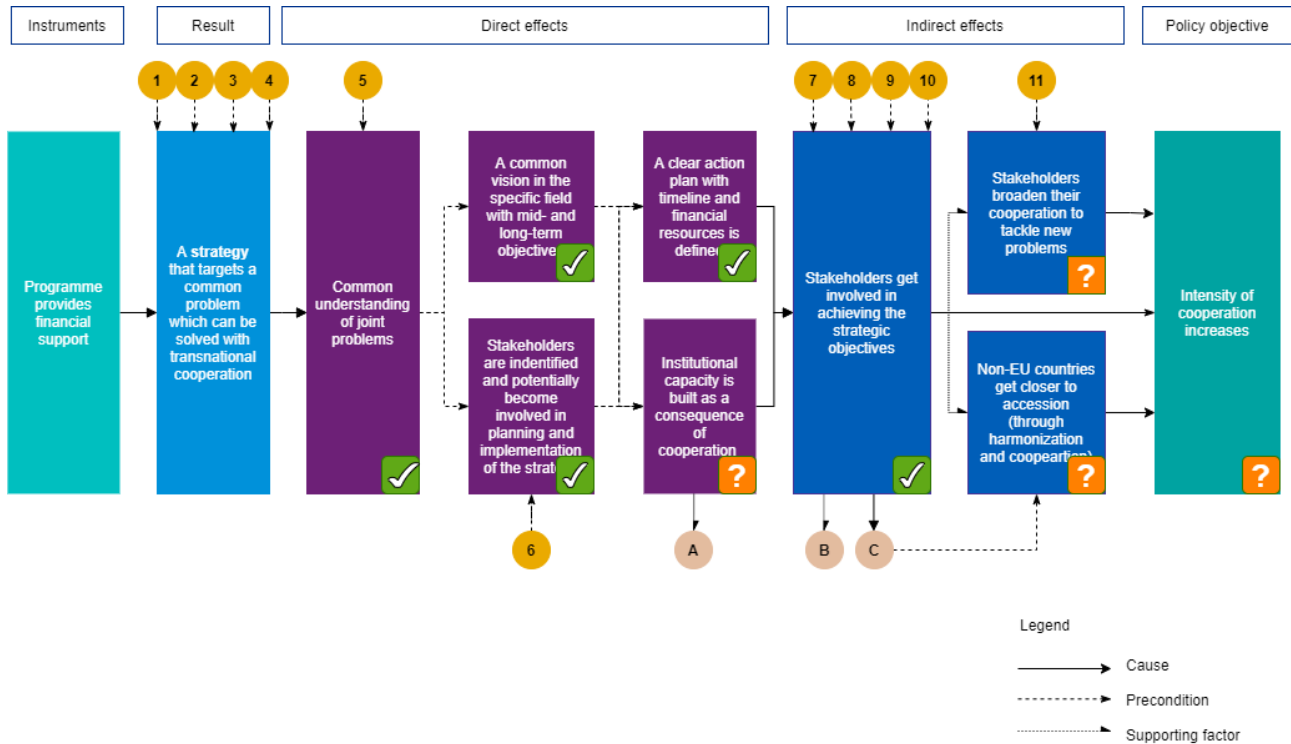 Instruments
Result
Direct effects
Indirect effects
Policy objective
1
2
3
4
5
7
8
9
10
11
Programme
provides
financial
support
A strategy
that targets a
common
problem
which can be
solved with
transnational
cooperation
Common
understanding
of joint
problems
A common
vision in the
specific field
with mid- and
long-term
objective
Stakeholders
are indentified
and potentially
become
involved in
planning and
implementation
of the strate
A clear action
plan with
timeline and
financial
resources is
define
Institutional
capacity is
built as a
consequence
of
cooperation
Stakeholders get
involved in
achieving the
strategic
objectives
Stakeholders
broaden their
cooperation to
tackle new
problems
?
Non-EU countries
get closer to
accession
(through
harmonization
and coopeartion)
?
Intensity of
cooperation
increases
?
?
6
A
B
C
Legend
Cause
Precondition
Supporting factor